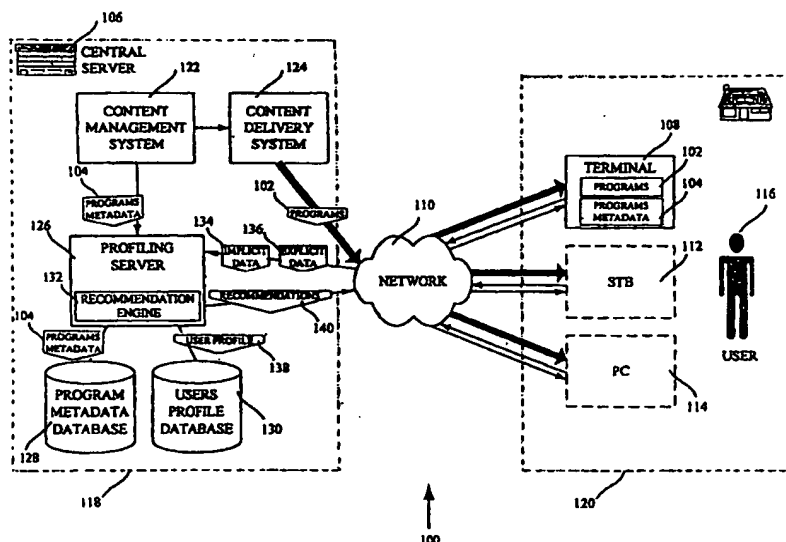 106
CENTRAL
SERVER
122
124
CONTENT
MANAGEMENT
SYSTEM
CONTENT
DELIVERY
SYSTEM
104
PROGRAMS
METADATA
102
PROGRAMS
126
134
136
PROFILING
SERVER
IMPLICIT
DATA
EXPLICIT
DATA
132
RECOMMENDATION
ENGINE
RECOMMENDATIONS
140
104
PROGRAMS
METADATA
USER PROFILE
138
PROGRAM
METADATA
DATABASE
128
USERS
PROFILE
DATABASE
130
118
110
NETWORK
108
TERMINAL
102
PROGRAMS
104
PROGRAMS
METADATA
112
STB
116
USER
PC
114
120
100